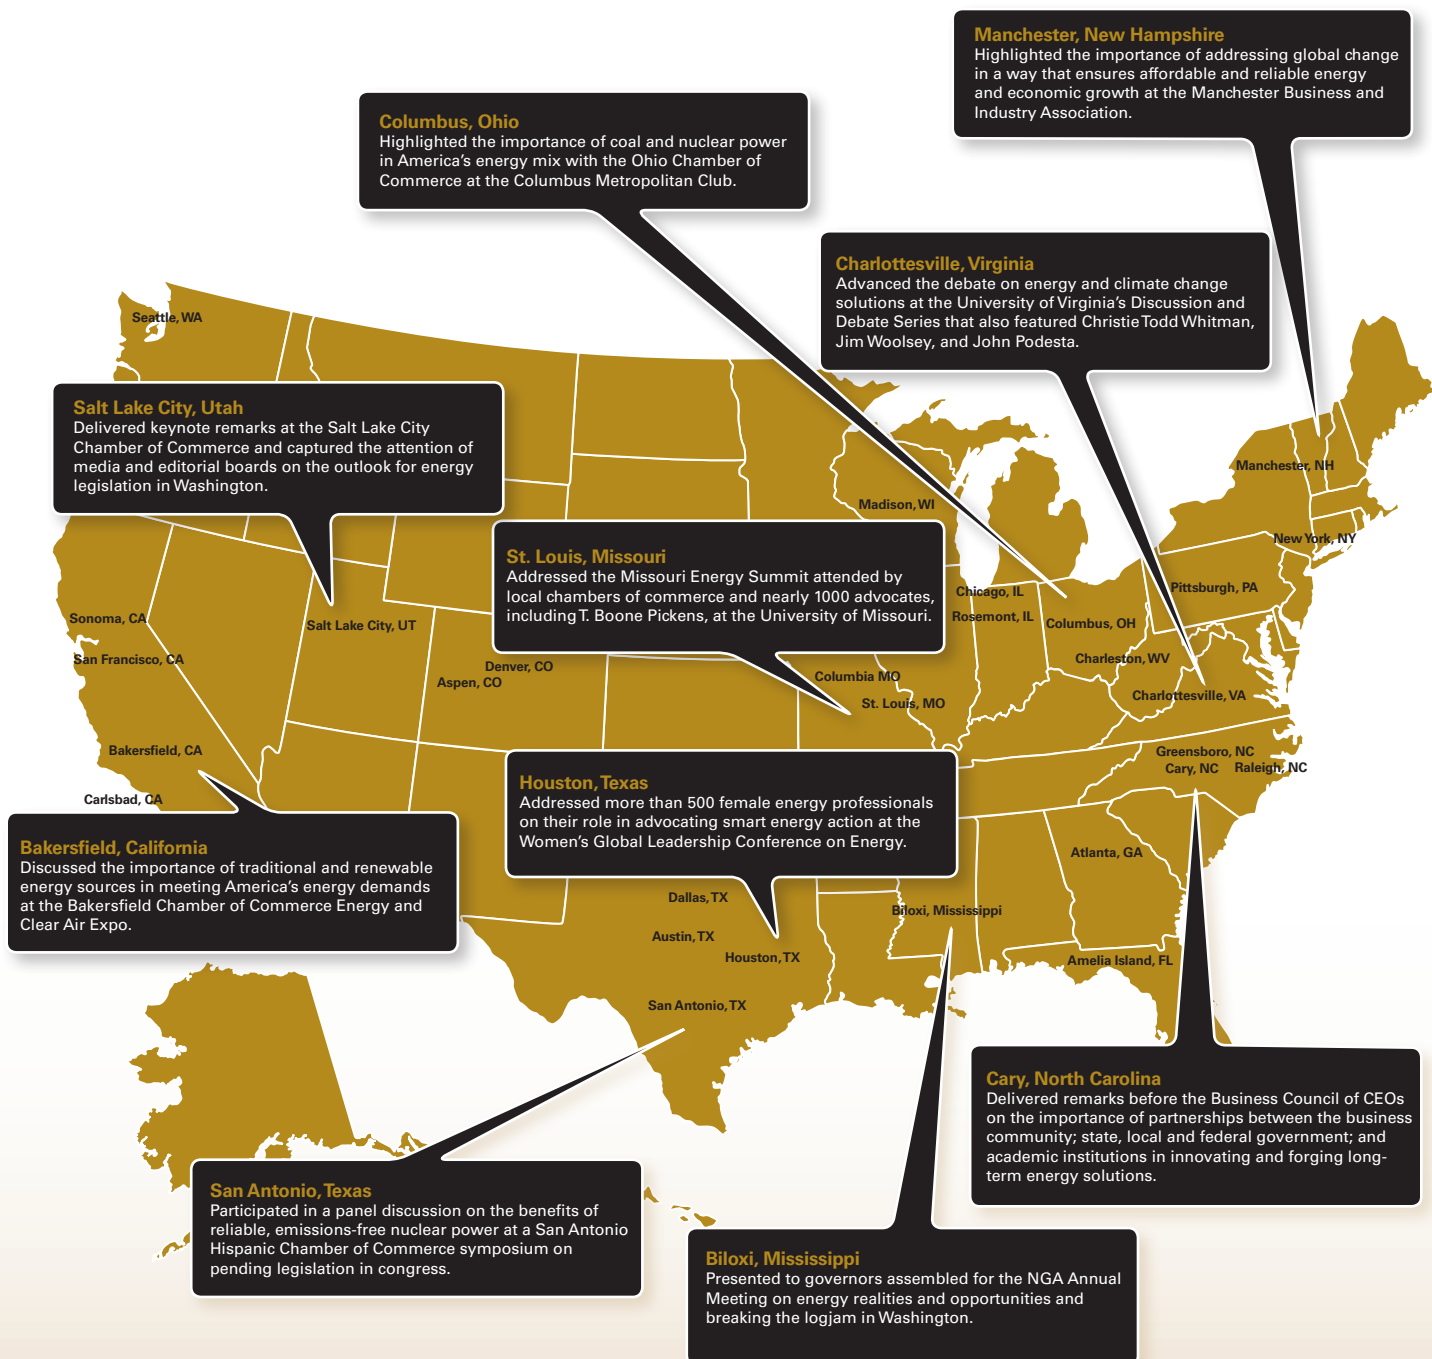 Manchester, New Hampshire
Highlighted the importance of addressing global change
in a way that ensures affordable and reliable energy
and economic growth at the Manchester Business and
Industry Association.
Columbus, Ohio
Highlighted the importance of coal and nuclear power
in America’s energy mix with the Ohio Chamber of
Commerce at the Columbus Metropolitan Club.
Charlottesville, Virginia
Advanced the debate on energy and climate change
solutions at the University of Virginia’s Discussion and
Debate Series that also featured Christie Todd Whitman,
Jim Woolsey, and John Podesta.
Seattle, WA
Salt Lake City, Utah
Delivered keynote remarks at the Salt Lake City
Chamber of Commerce and captured the attention of
media and editorial boards on the outlook for energy
legislation in Washington.
Manchester, NH
Madison, WI
New York, NY
St. Louis, Missouri
Addressed the Missouri Energy Summit attended by
local chambers of commerce and nearly 1000 advocates,
including T. Boone Pickens, at the University of Missouri.
Chicago, IL
Pittsburgh, PA
Rosemont, IL
Columbus, OH
Sonoma, CA
Salt Lake City, UT
San Francisco, CA
Denver, CO
Aspen, CO
Columbia MO
Charleston, WV
St. Louis, MO
Charlottesville, VA
Bakersfield, CA
Greensboro, NC
Cary, NC
Raleigh, NC
Carlsbad, CA
Houston, Texas
Addressed more than 500 female energy professionals
on their role in advocating smart energy action at the
Women’s Global Leadership Conference on Energy.
Bakersfield, California
Discussed the importance of traditional and renewable
energy sources in meeting America’s energy demands
at the Bakersfield Chamber of Commerce Energy and
Clear Air Expo.
Atlanta, GA
Dallas, TX
Biloxi, Mississippi
Austin, TX
Houston, TX
Amelia Island, FL
San Antonio, TX
Cary, North Carolina
Delivered remarks before the Business Council of CEOs
on the importance of partnerships between the business
community; state, local and federal government; and
academic institutions in innovating and forging long-
term energy solutions.
San Antonio, Texas
Participated in a panel discussion on the benefits of
reliable, emissions-free nuclear power at a San Antonio
Hispanic Chamber of Commerce symposium on
pending legislation in congress.
Biloxi, Mississippi
Presented to governors assembled for the NGA Annual
Meeting on energy realities and opportunities and
breaking the logjam in Washington.